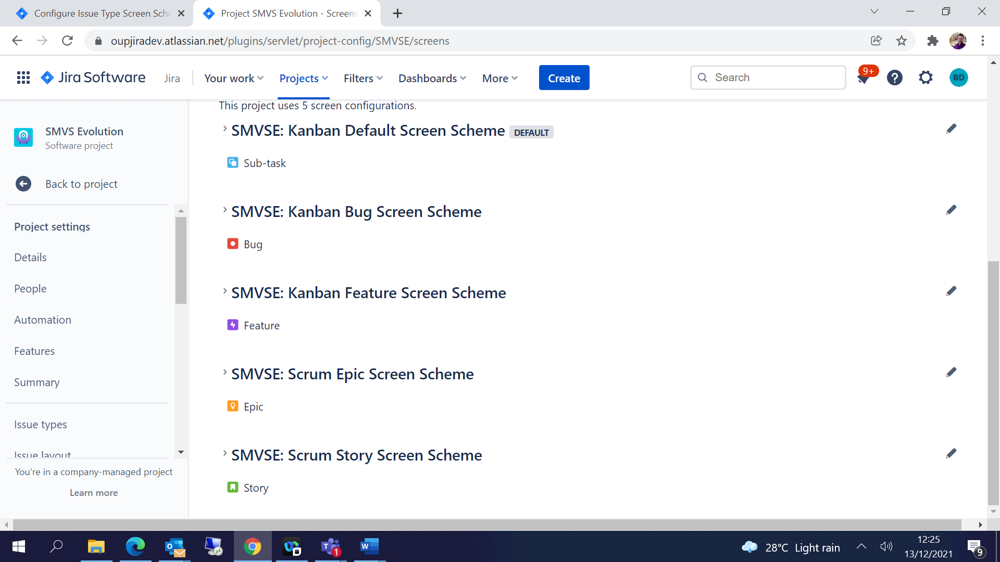 Configure Issue Type Screen Sche
Project SMVS Evolution - Screens
oupjiradev.atlassian.net/plugins/servlet/project-config/SMVSE/screens
Jira Software
Jira
Your work
Projects
Filters
Dashboards
More
Create
Search
9+
BD
SMVS Evolution
Software project
Back to project
Project settings
Details
People
Automation
Features
Summary
Issue types
Issue layout
You're in a company-managed project
Learn more
This project uses 5 screen configurations.
SMVSE: Kanban Default Screen Scheme DEFAULT
Sub-task
SMVSE: Kanban Bug Screen Scheme
Bug
SMVSE: Kanban Feature Screen Scheme
Feature
SMVSE: Scrum Epic Screen Scheme
Epic
SMVSE: Scrum Story Screen Scheme
Story
28°C Light rain
12:25
13/12/2021
9
1